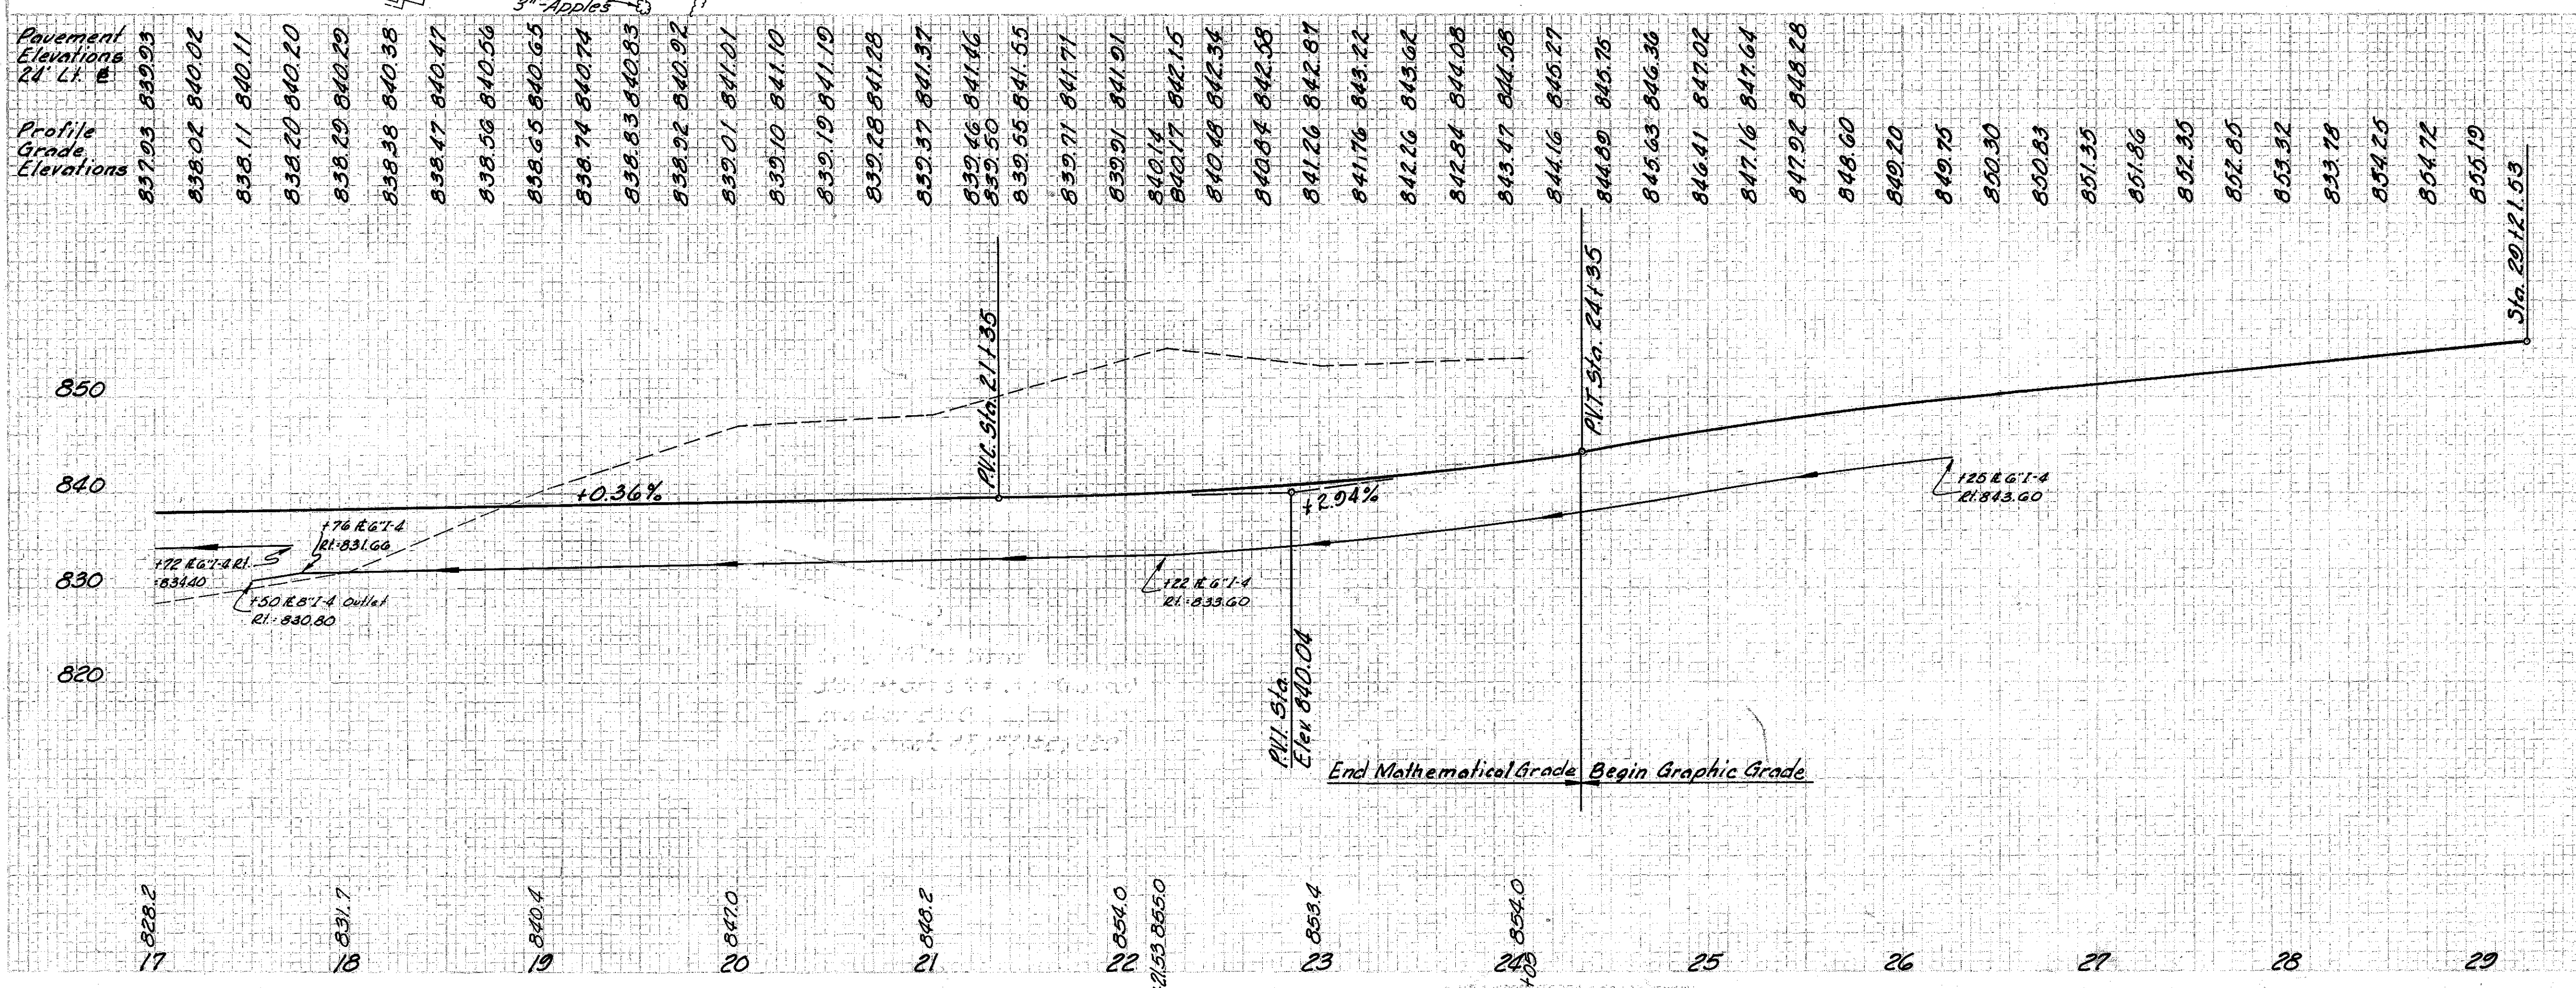 3"-Apples
Pavement
Elevations
24' Lt. ⅊
839.93 840.02 840.11 840.20 840.29 840.38 840.47 840.56 840.65 840.74 840.83 840.92 841.01 841.10 841.19 841.28 841.37 841.46 841.55 841.71 841.91 842.15 842.34 842.58 842.87 843.22 843.62 844.08 844.58 845.27 845.75 846.36 847.02 847.64 848.28
Profile
Grade
Elevations
837.93 838.02 838.11 838.20 838.29 838.38 838.47 838.56 838.65 838.74 838.83 838.92 839.01 839.10 839.19 839.28 839.37 839.46 839.50 839.55 839.71 839.91 840.14 840.17 840.48 840.84 841.26 841.76 842.26 842.84 843.47 844.16 844.89 845.63 846.41 847.16 847.92 848.60 849.20 849.75 850.30 850.83 851.35 851.86 852.35 852.85 853.32 833.78 854.25 854.72 855.19
P.V.C. Sta. 21+35
P.V.T. Sta. 24+35
Sta. 29+21.53
850
840
830
820
+0.36%
+2.94%
+76 ⅊ 6"I-4
El.=831.66
+72 ⅊ 6"I-4 El.
=834.40
+50 ⅊ 8"I-4 Outlet
El.=830.80
+22 ⅊ 6"I-4
El.=833.60
+25 ⅊ 6"I-4
El.843.60
P.V.I. Sta.
Elev. 840.04
End Mathematical Grade
Begin Graphic Grade
828.2 831.7 840.4 847.0 848.2 854.0 855.0 853.4 854.0
17 18 19 20 21 22 +21.53 23 24 +09 25 26 27 28 29